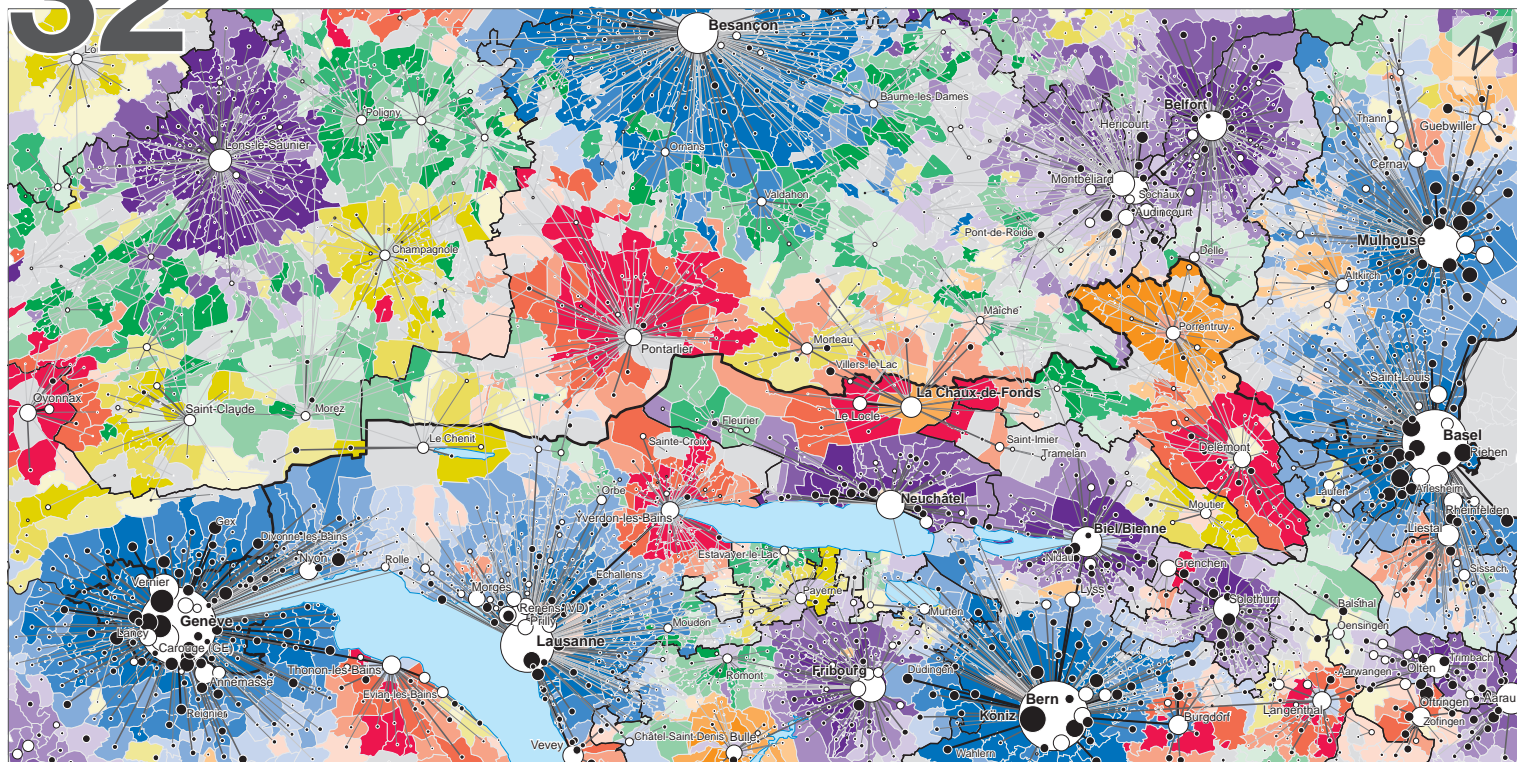 32
N
Besançon
Lo
Baume-les-Dames
Belfort
Héricourt
Thann
Guebwiller
Poligny
Lons-le-Saunier
Ornans
Cernay
Montbéliard
Sochaux
Audincourt
Valdahon
Pont-de-Roide
Mulhouse
Champagnole
Delle
Altkirch
Maîche
Porrentruy
Pontarlier
Morteau
Villers-le-Lac
Saint-Louis
La Chaux-de-Fonds
Oyonnax
Saint-Claude
Morez
Le Locle
Fleurier
Le Chenit
Sainte-Croix
Saint-Imier
Tramelan
Delémont
Basel
Riehen
Orbe
Neuchâtel
Laufen
Arlesheim
Moutier
Rheinfelden
Yverdon-les-Bains
Gex
Divonne-les-Bains
Biel/Bienne
Liestal
Nyon
Rolle
Estavayer-le-Lac
Nidau
Grenchen
Sissach
Vernier
Morges
Echallens
Payerne
Lyss
Solothurn
Balsthal
Genève
Renens (VD)
Prilly
Murten
Oensingen
Lancy
Carouge (GE)
Lausanne
Moudon
Thonon-les-Bains
Annemasse
Romont
Fribourg
Düdingen
Aarwangen
Olten
Trimbach
Evian-les-Bains
Bern
Aarau
Reignier
Köniz
Burgdorf
Langenthal
Oftringen
Zofingen
Vevey
Châtel-Saint-Denis
Bulle
Wahlern